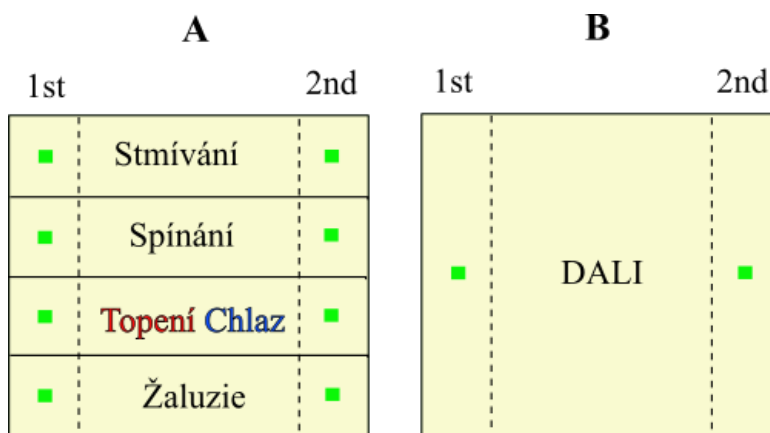 A
1st 2nd
Stmívání
Spínání
Topení Chlaz
Žaluzie
B
1st 2nd
DALI